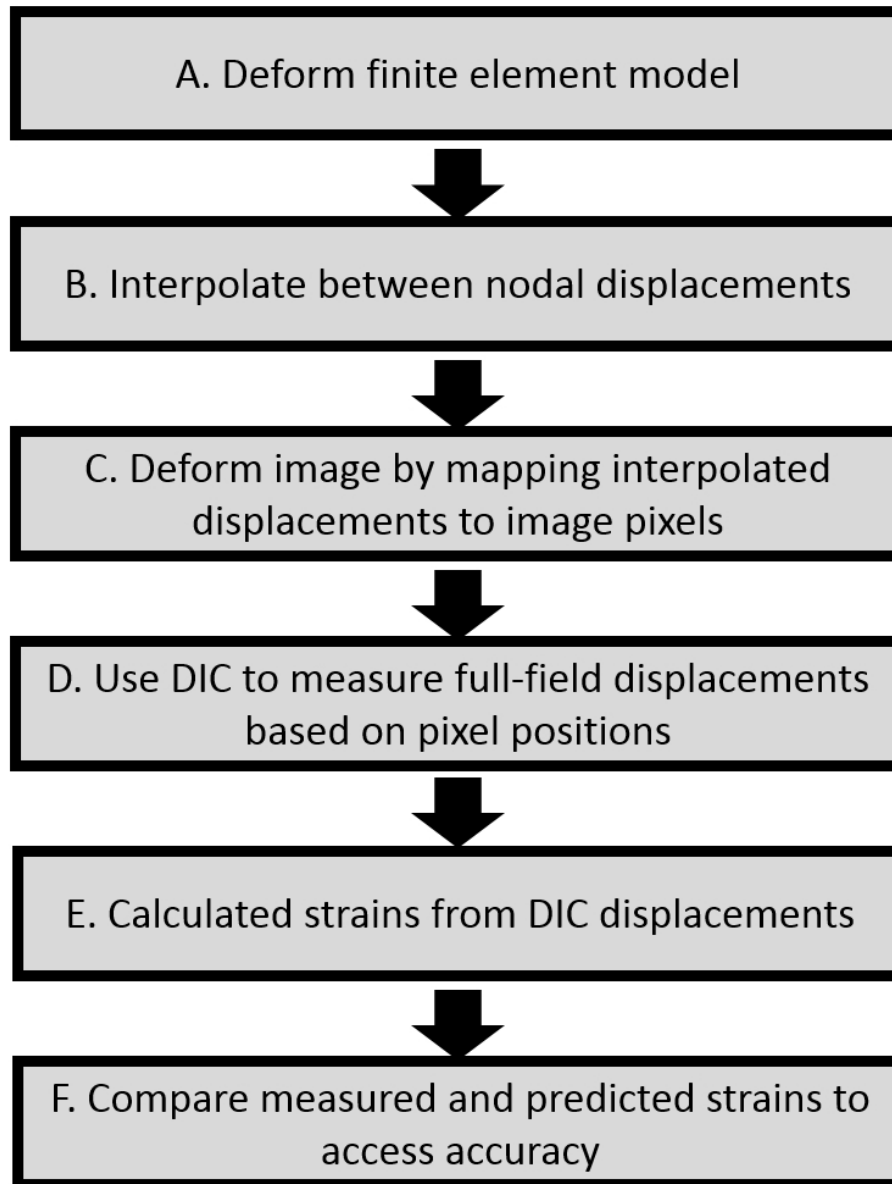 A. Deform finite element model
B. Interpolate between nodal displacements
C. Deform image by mapping interpolated
displacements to image pixels
D. Use DIC to measure full-field displacements
based on pixel positions
E. Calculated strains from DIC displacements
F. Compare measured and predicted strains to
access accuracy